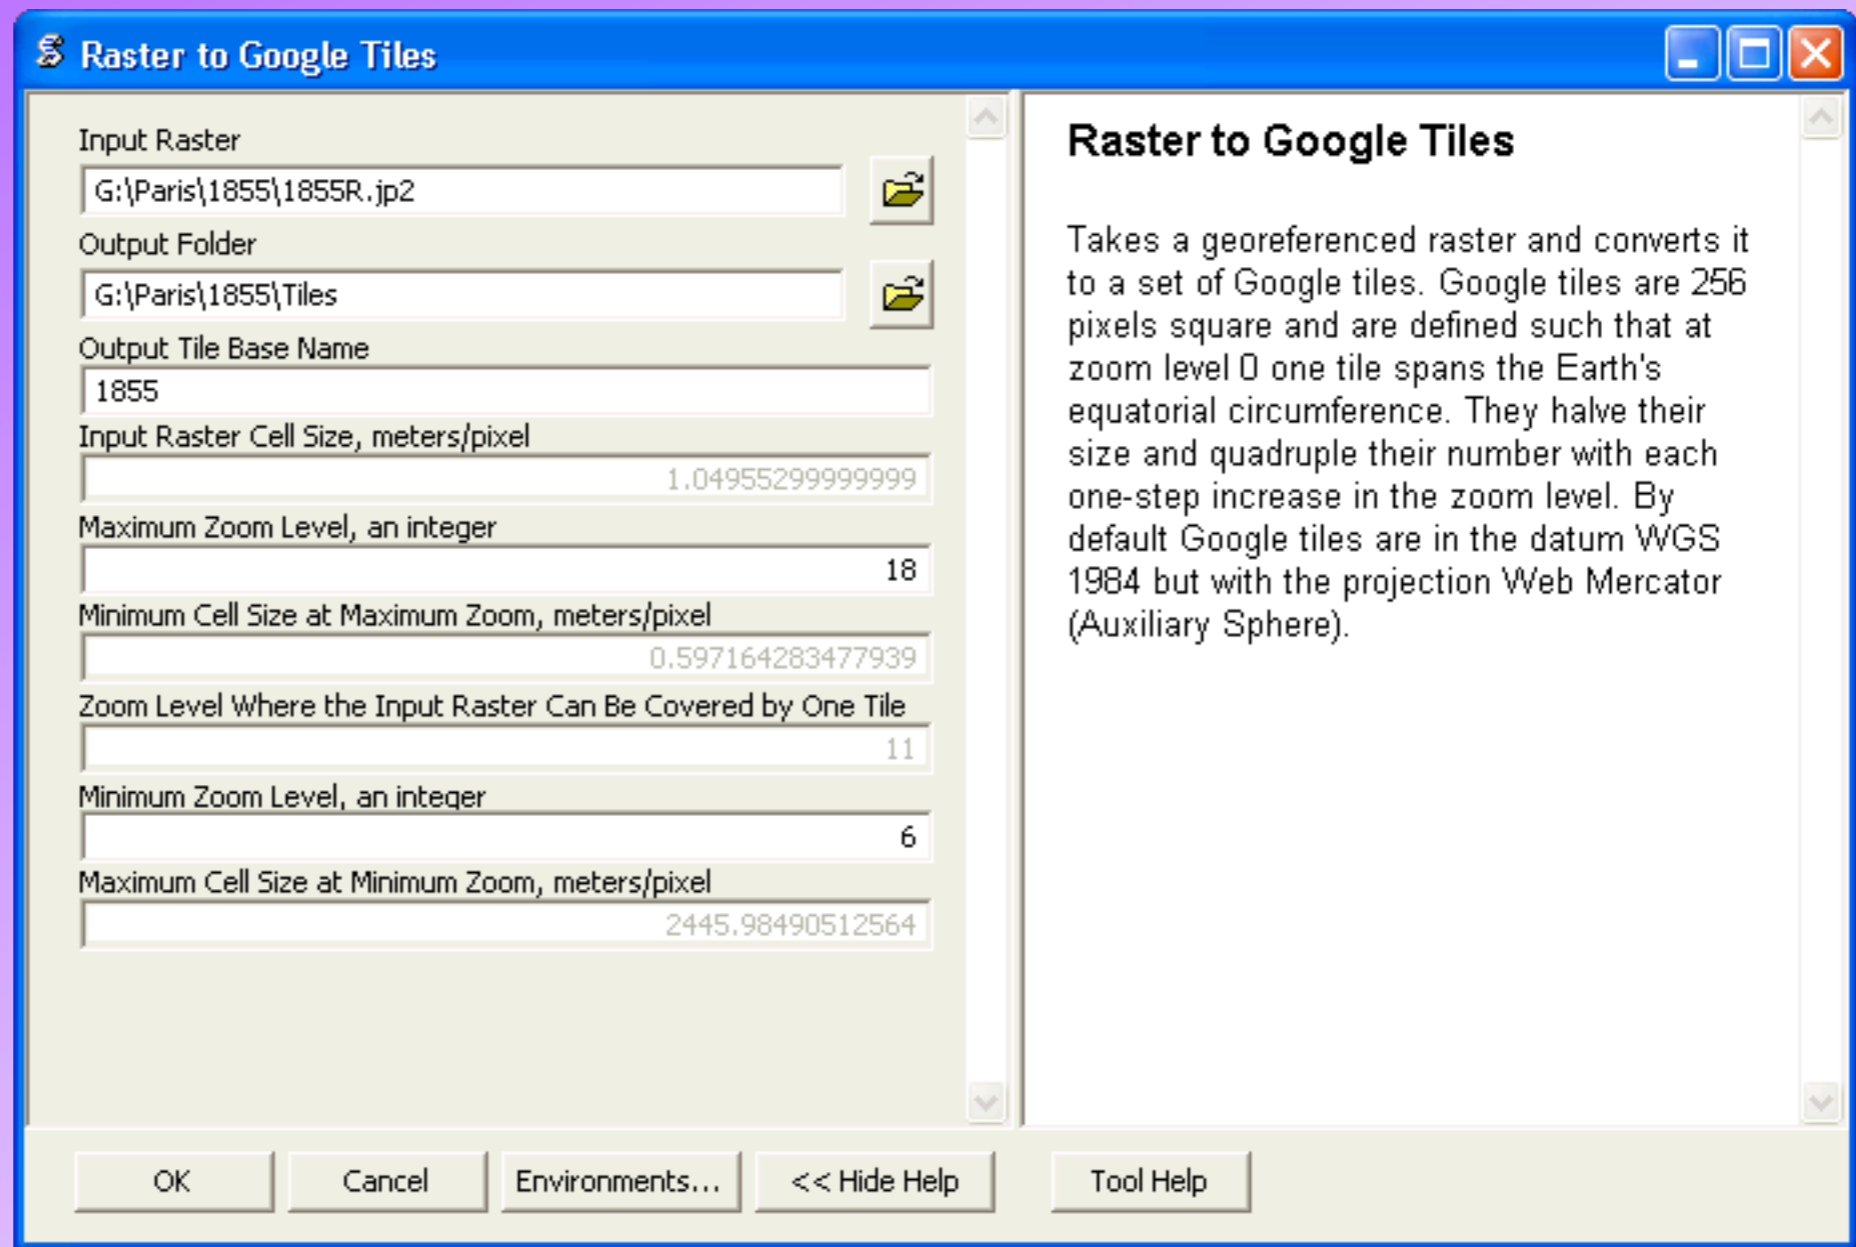 Raster to Google Tiles
Input Raster
G:\Paris\1855\1855R.jp2
Output Folder
G:\Paris\1855\Tiles
Output Tile Base Name
1855
Input Raster Cell Size, meters/pixel
1.04955299999999
Maximum Zoom Level, an integer
18
Minimum Cell Size at Maximum Zoom, meters/pixel
0.597164283477939
Zoom Level Where the Input Raster Can Be Covered by One Tile
11
Minimum Zoom Level, an integer
6
Maximum Cell Size at Minimum Zoom, meters/pixel
2445.98490512564
Raster to Google Tiles
Takes a georeferenced raster and converts it
to a set of Google tiles. Google tiles are 256
pixels square and are defined such that at
zoom level 0 one tile spans the Earth's
equatorial circumference. They halve their
size and quadruple their number with each
one-step increase in the zoom level. By
default Google tiles are in the datum WGS
1984 but with the projection Web Mercator
(Auxiliary Sphere).
OK
Cancel
Environments...
<< Hide Help
Tool Help